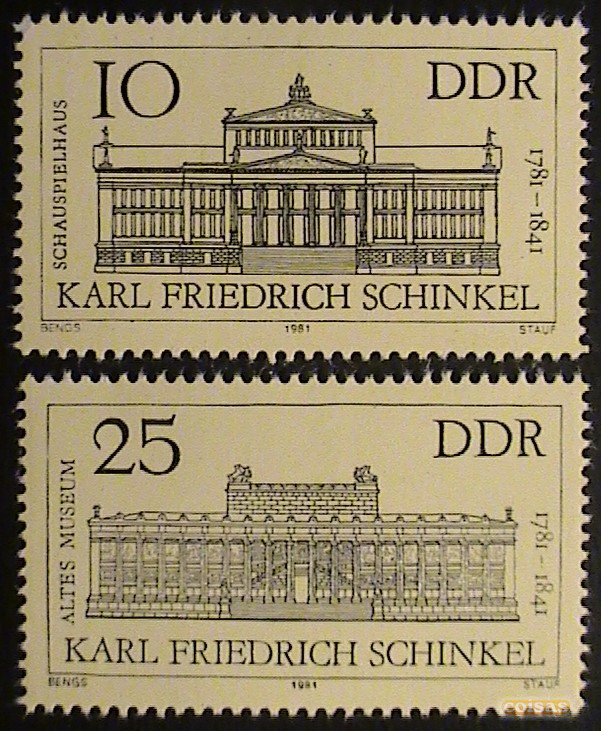 10
DDR
SCHAUSPIELHAUS
1781-1841
KARL FRIEDRICH SCHINKEL
BENGS
1981
STAUF
25
DDR
ALTES MUSEUM
1781-1841
KARL FRIEDRICH SCHINKEL
BENGS
1981
STAUF
coisas